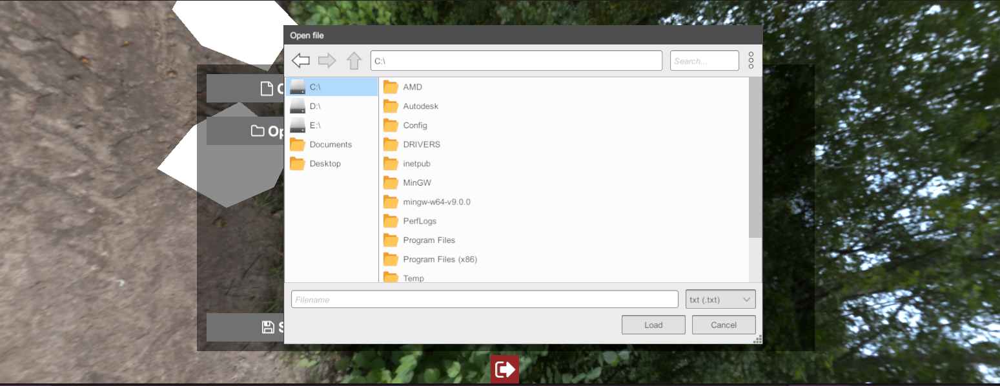 Open file
C:\
Search...
C:\
D:\
E:\
Documents
Desktop
AMD
Autodesk
Config
DRIVERS
inetpub
MinGW
mingw-w64-v9.0.0
PerfLogs
Program Files
Program Files (x86)
Temp
Op
Filename
txt (.txt)
Load
Cancel